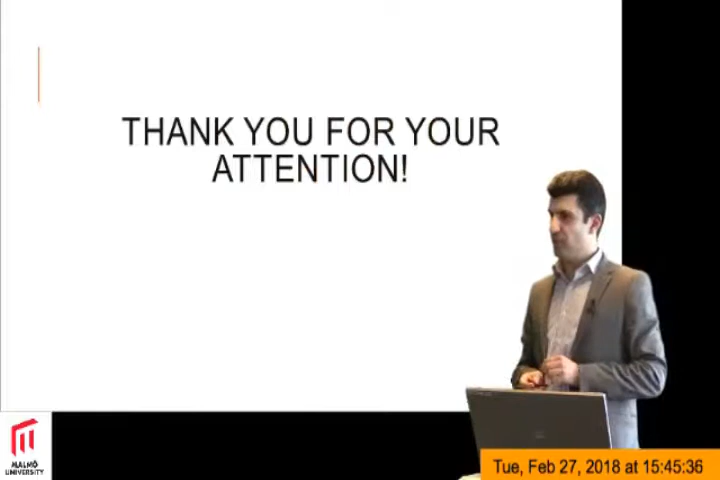 THANK YOU FOR YOUR
ATTENTION!
MALMÖ
UNIVERSITY
Tue, Feb 27, 2018 at 15:45:36